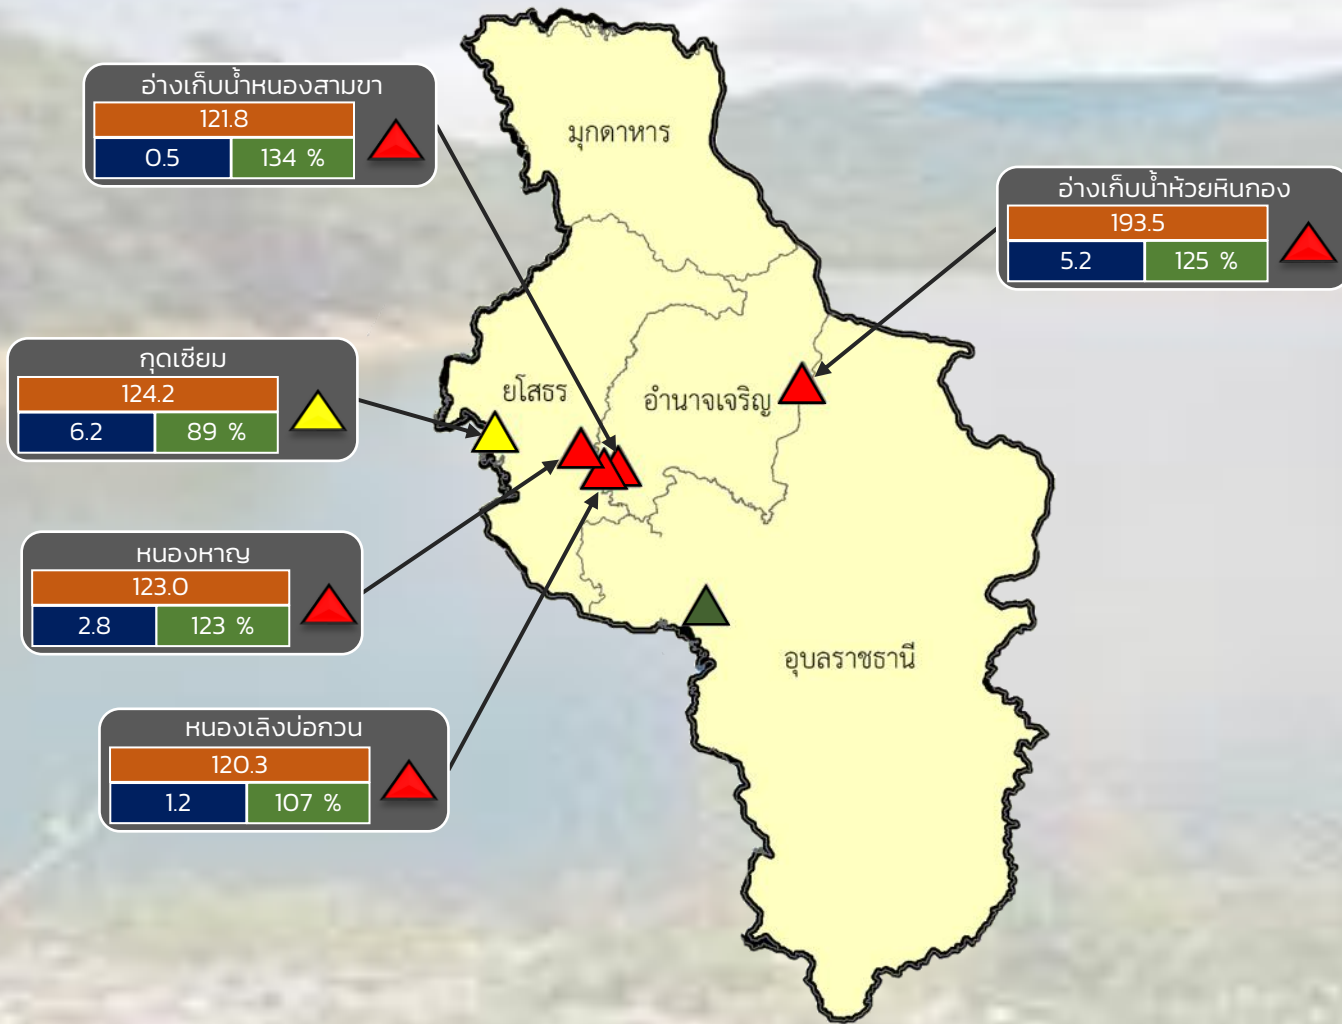 อ่างเก็บน้ำหนองสามขา
121.8
0.5 134 %
มุกดาหาร
อ่างเก็บน้ำห้วยหินกอง
193.5
5.2 125 %
กุดเซียม
124.2
6.2 89 %
ยโสธร
อำนาจเจริญ
หนองหาญ
123.0
2.8 123 %
อุบลราชธานี
หนองเลิงบ่อกวน
120.3
1.2 107 %